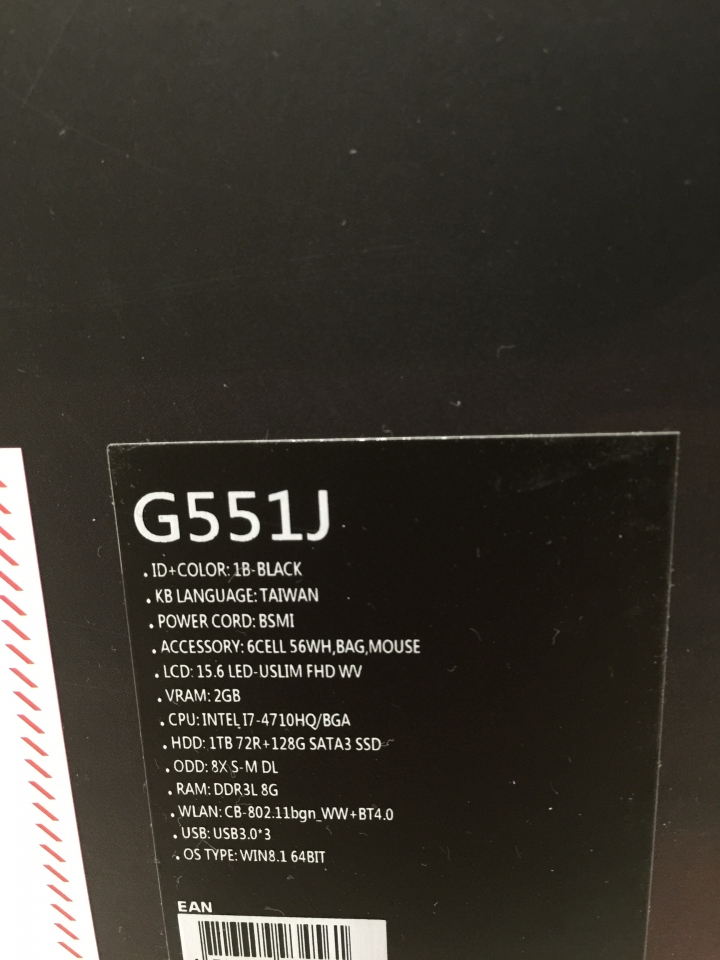 G551J
. ID+COLOR: 1B-BLACK
. KB LANGUAGE: TAIWAN
. POWER CORD: BSMI
. ACCESSORY: 6CELL 56WH,BAG,MOUSE
. LCD: 15.6 LED-USLIM FHD WV
. VRAM: 2GB
. CPU: INTEL I7-4710HQ/BGA
. HDD: 1TB 72R+128G SATA3 SSD
. ODD: 8X S-M DL
. RAM: DDR3L 8G
. WLAN: CB-802.11bgn_WW+BT4.0
. USB: USB3.0*3
. OS TYPE: WIN8.1 64BIT
EAN